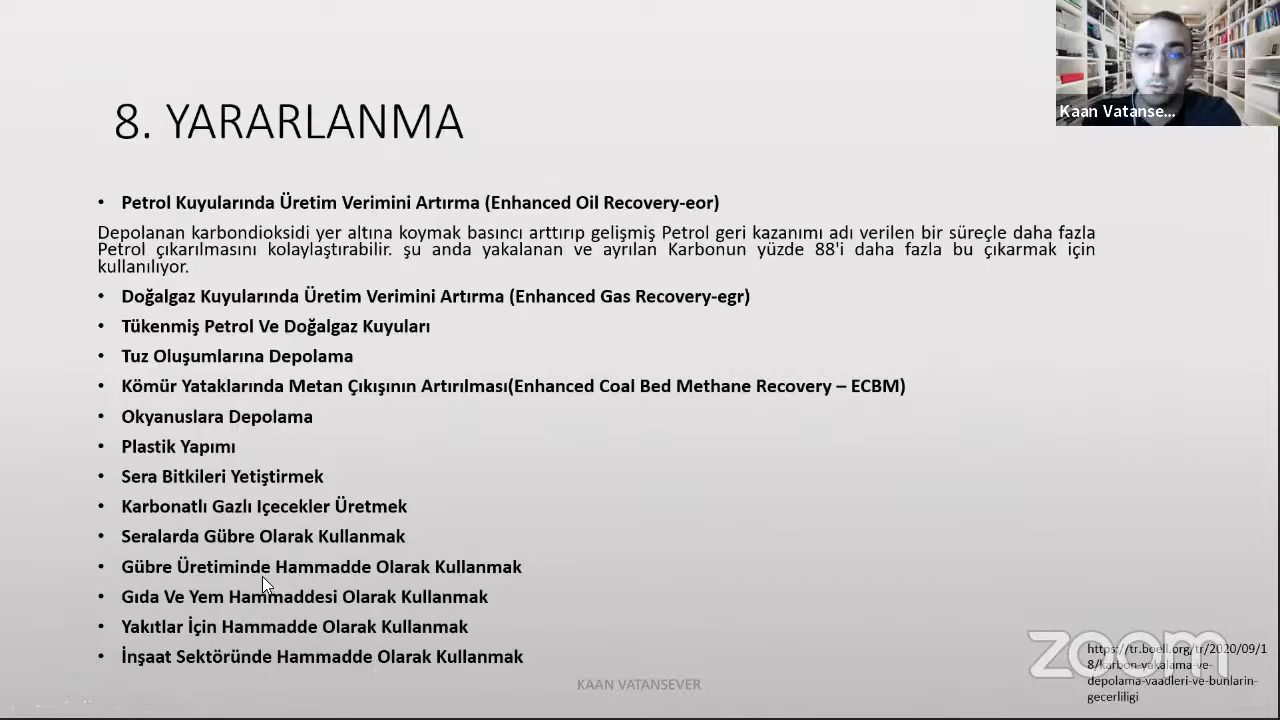 Kaan Vatanse...
8. YARARLANMA
• Petrol Kuyularında Üretim Verimini Artırma (Enhanced Oil Recovery-eor)
Depolanan karbondioksidi yer altına koymak basıncı arttırıp gelişmiş Petrol geri kazanımı adı verilen bir süreçle daha fazla
Petrol çıkarılmasını kolaylaştırabilir. şu anda yakalanan ve ayrılan Karbonun yüzde 88'i daha fazla bu çıkarmak için
kullanılıyor.
• Doğalgaz Kuyularında Üretim Verimini Artırma (Enhanced Gas Recovery-egr)
• Tükenmiş Petrol Ve Doğalgaz Kuyuları
• Tuz Oluşumlarına Depolama
• Kömür Yataklarında Metan Çıkışının Artırılması(Enhanced Coal Bed Methane Recovery – ECBM)
• Okyanuslara Depolama
• Plastik Yapımı
• Sera Bitkileri Yetiştirmek
• Karbonatlı Gazlı Içecekler Üretmek
• Seralarda Gübre Olarak Kullanmak
• Gübre Üretiminde Hammadde Olarak Kullanmak
• Gıda Ve Yem Hammaddesi Olarak Kullanmak
• Yakıtlar İçin Hammadde Olarak Kullanmak
• İnşaat Sektöründe Hammadde Olarak Kullanmak
zoom
https://tr.boell.org/tr/2020/09/1
8/karbon-yakalama-ve-
depolama-vaadleri-ve-bunlarin-
gecerliligi
KAAN VATANSEVER